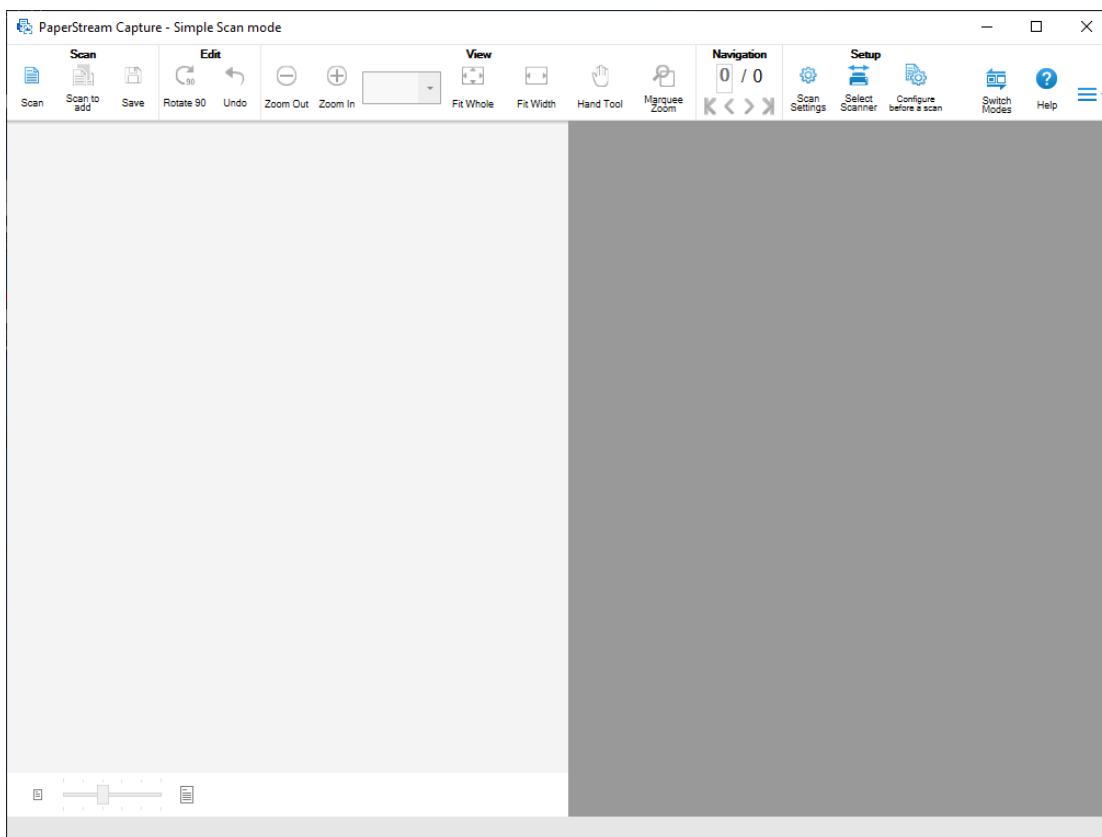 PaperStream Capture - Simple Scan mode
Scan Edit View Navigation Setup
0 / 0
90
Scan
Scan to
add
Save
Rotate 90
Undo
Zoom Out
Zoom In
Fit Whole
Fit Width
Hand Tool
Marquee
Zoom
Scan
Settings
Select
Scanner
Configure
before a scan
Switch
Modes
Help